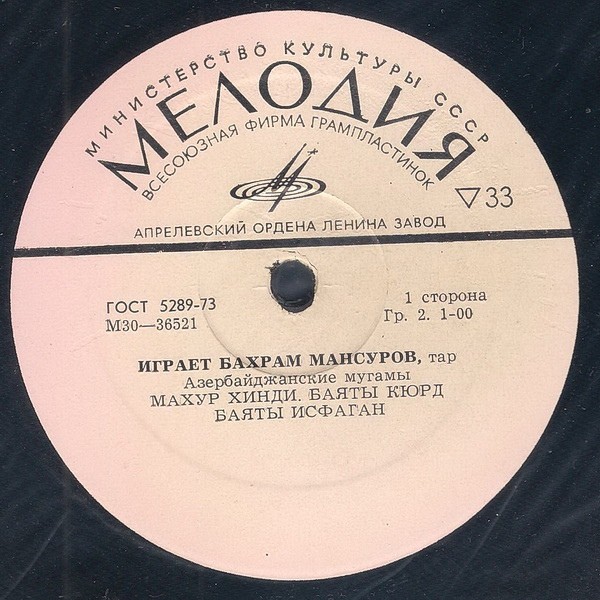 МИНИСТЕРСТВО КУЛЬТУРЫ СССР
МЕЛОДИЯ
ВСЕСОЮЗНАЯ ФИРМА ГРАМПЛАСТИНОК
▽33
АПРЕЛЕВСКИЙ ОРДЕНА ЛЕНИНА ЗАВОД
ГОСТ 5289-73
М30—36521
1 сторона
Гр. 2. 1-00
ИГРАЕТ БАХРАМ МАНСУРОВ, тар
Азербайджанские мугамы
МАХУР ХИНДИ. БАЯТЫ КЮРД
БАЯТЫ ИСФАГАН